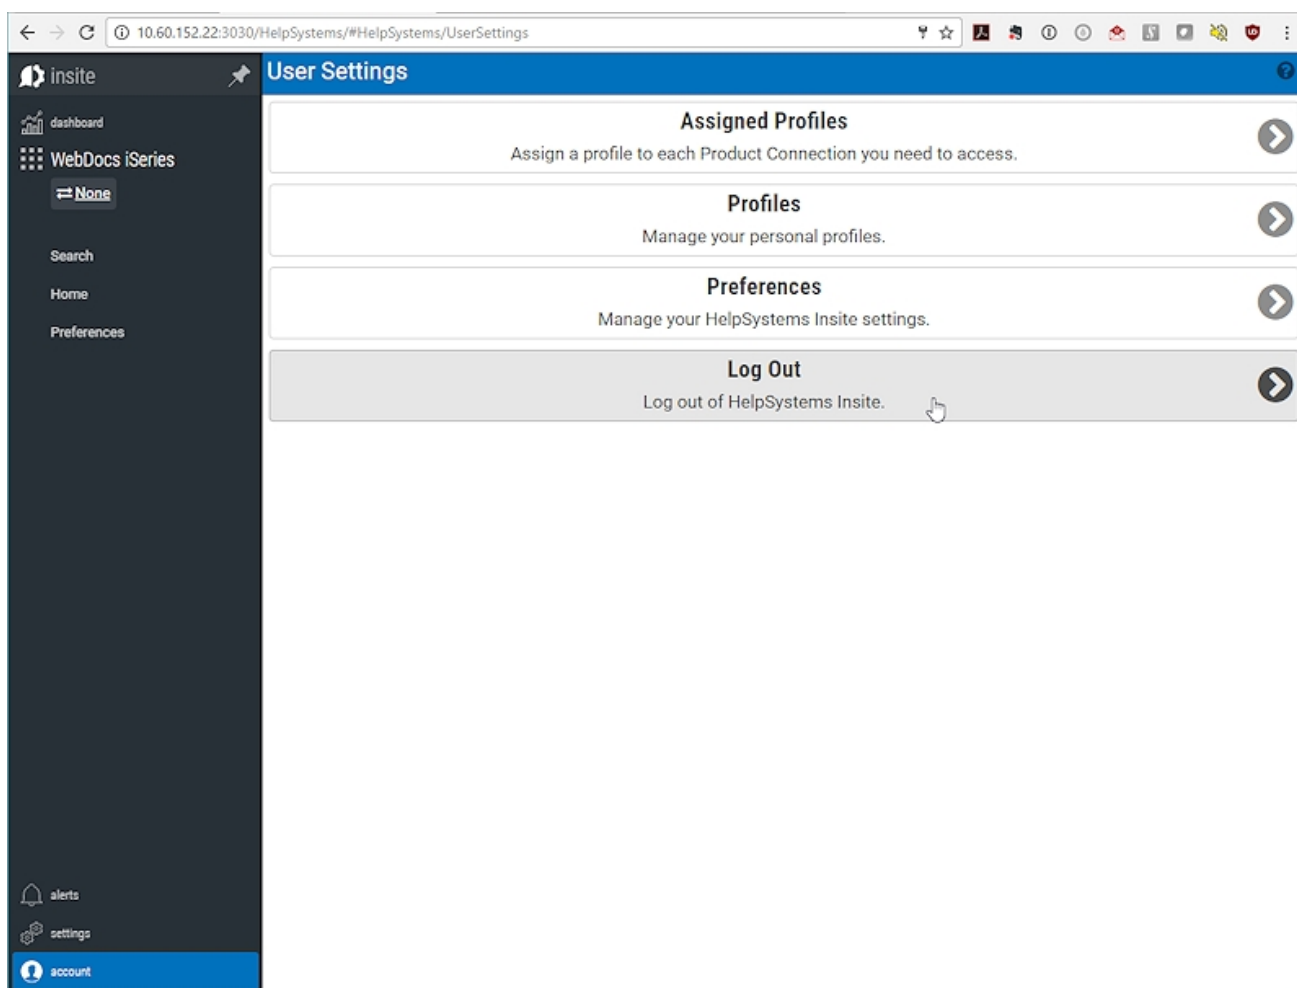 10.60.152.22:3030/HelpSystems/#HelpSystems/UserSettings
insite
User Settings
dashboard
WebDocs iSeries
None
Search
Home
Preferences
Assigned Profiles
Assign a profile to each Product Connection you need to access.
Profiles
Manage your personal profiles.
Preferences
Manage your HelpSystems Insite settings.
Log Out
Log out of HelpSystems Insite.
alerts
settings
account